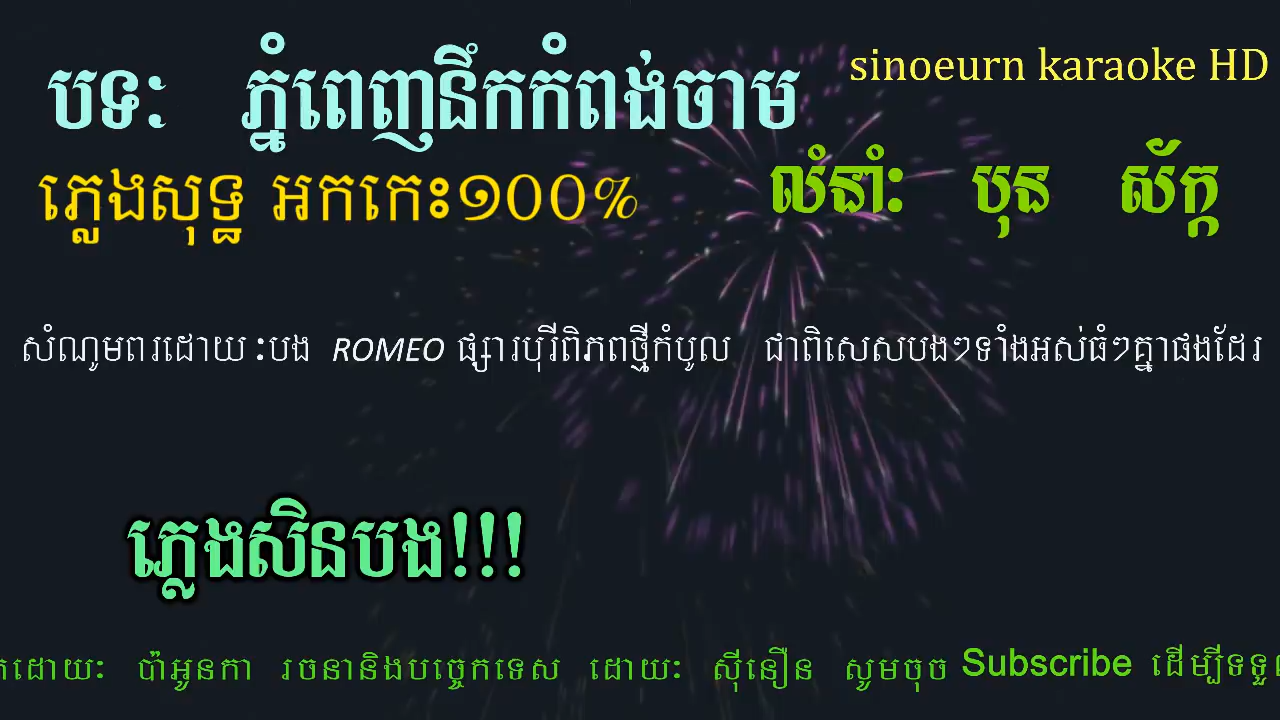 បទ: ភ្នំពេញនឹកកំពង់ចាម
sinoeurn karaoke HD
ភ្លេងសុទ្ធ អកកេះ១០០%
លំនាំ: បុន ស័ក្ក
សំណូមពរដោយ:បង ROMEO ផ្សារបុរីពិភពថ្មីកំបូល ជាពិសេសបងៗទាំងអស់ធំៗគ្នាផងដែរ
ភ្លេងសិនបង!!!
ដោយ: ប៉ាអូនកា រចនានិងបច្ចេកទេស ដោយ: ស៊ីនឿន សូមចុច Subscribe ដើម្បីទទួល